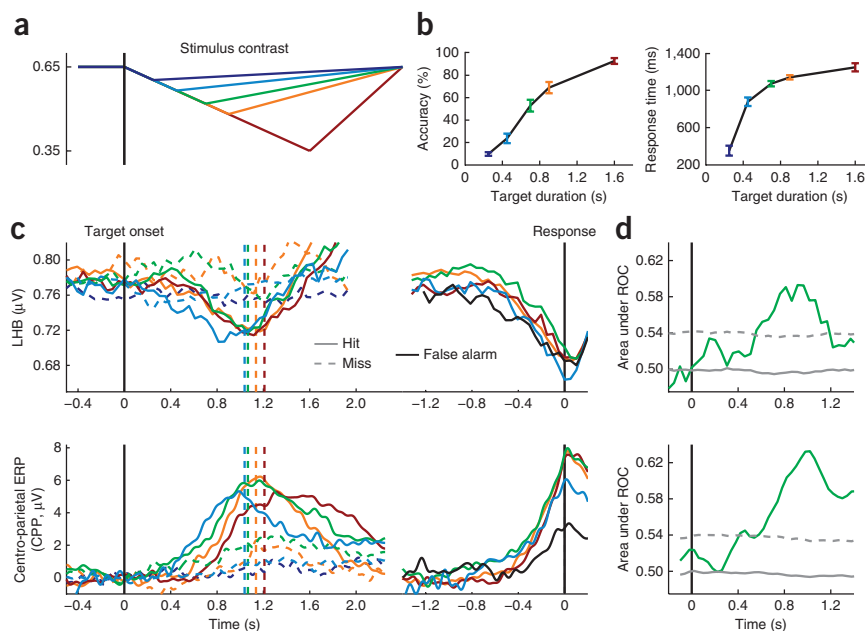 a
Stimulus contrast
0.65
0.35
b
Accuracy (%)
100
80
60
40
20
0
0 0.4 0.8 1.2 1.6
Target duration (s)
Response time (ms)
1,400
1,000
600
200
0 0.4 0.8 1.2 1.6
Target duration (s)
c
Target onset
Response
LHB (μV)
0.80
0.76
0.72
0.68
Hit
Miss
False alarm
−0.4 0 0.4 0.8 1.2 1.6 2.0
−1.2 −0.8 −0.4 0
Centro-parietal ERP
(CPP, μV)
8
6
4
2
0
−0.4 0 0.4 0.8 1.2 1.6 2.0
−1.2 −0.8 −0.4 0
Time (s)
d
Area under ROC
0.62
0.58
0.54
0.50
0 0.4 0.8 1.2
Area under ROC
0.62
0.58
0.54
0.50
0 0.4 0.8 1.2
Time (s)